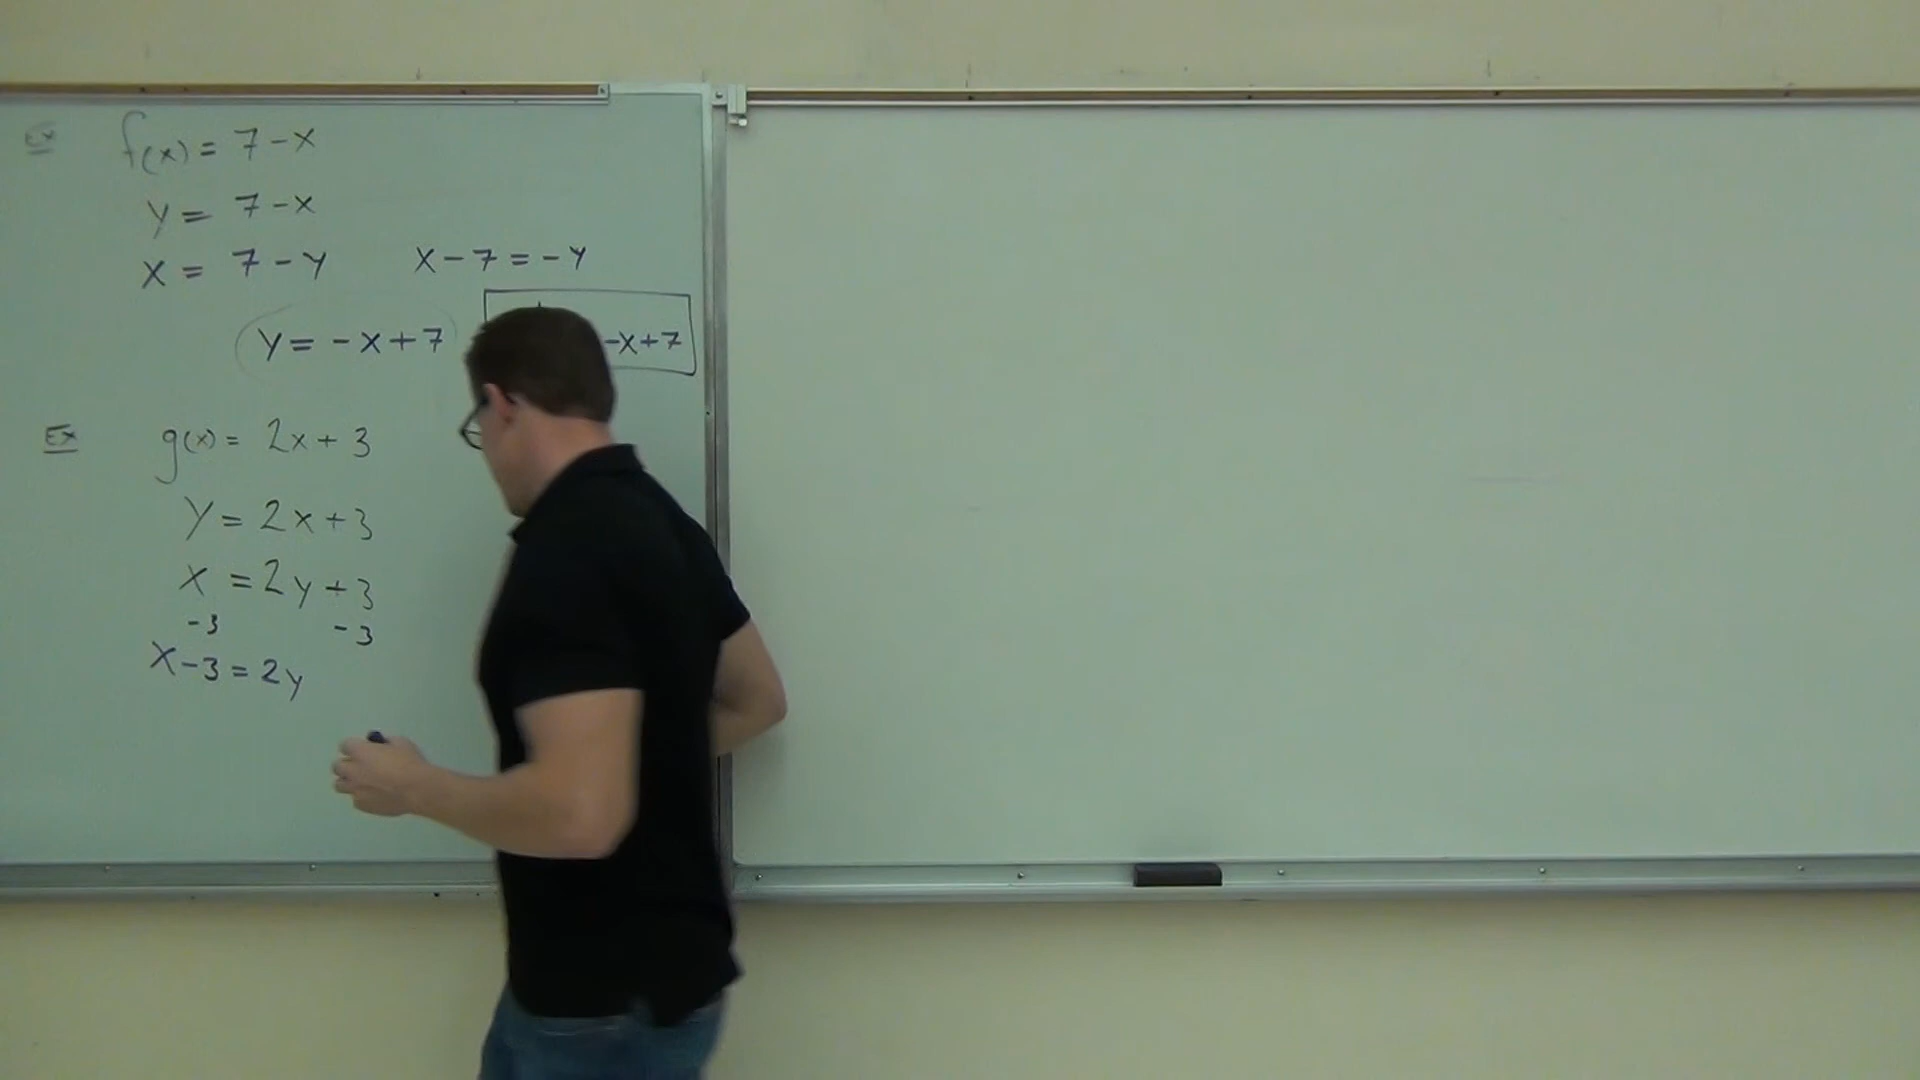 Ex f(x) = 7 - x
y = 7 - x
x = 7 - y x - 7 = - y
y = - x + 7 -x+7
Ex g(x) = 2x + 3
y = 2x + 3
x = 2y + 3
-3 -3
x - 3 = 2y